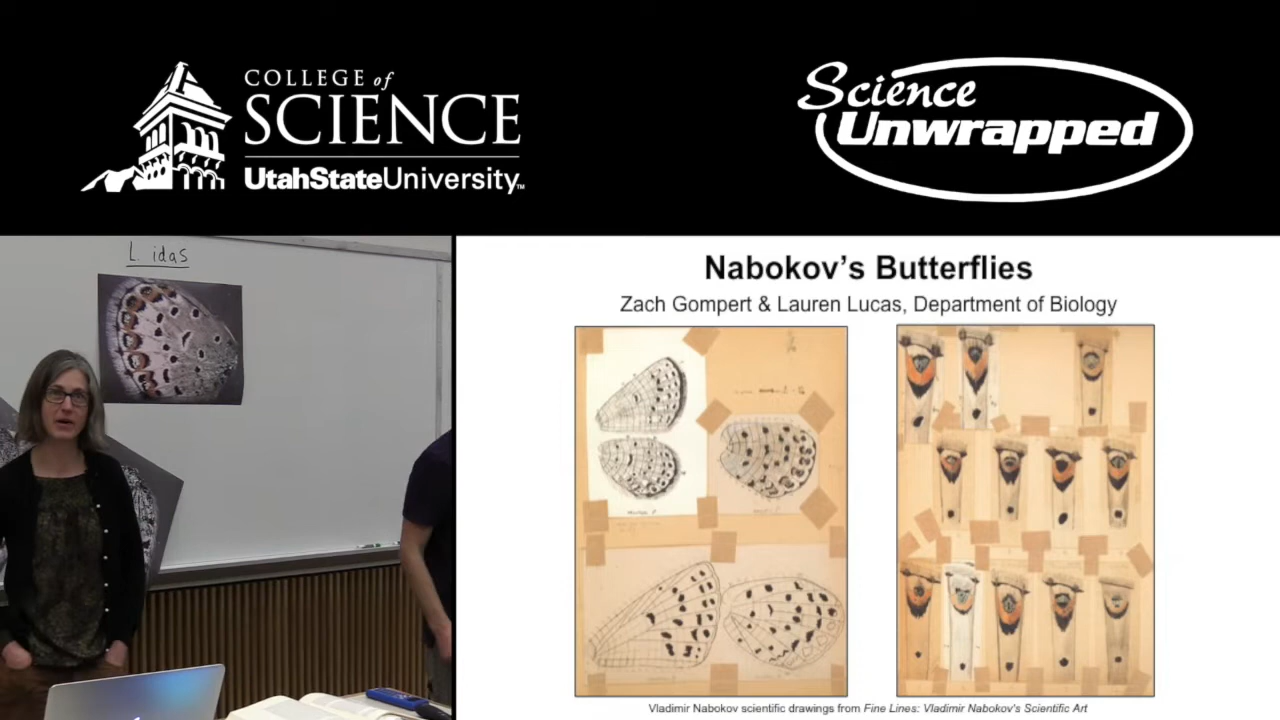 COLLEGE of
SCIENCE
UtahStateUniversity™
Science
Unwrapped
L. idas
Nabokov's Butterflies
Zach Gompert & Lauren Lucas, Department of Biology
Vladimir Nabokov scientific drawings from Fine Lines: Vladimir Nabokov's Scientific Art